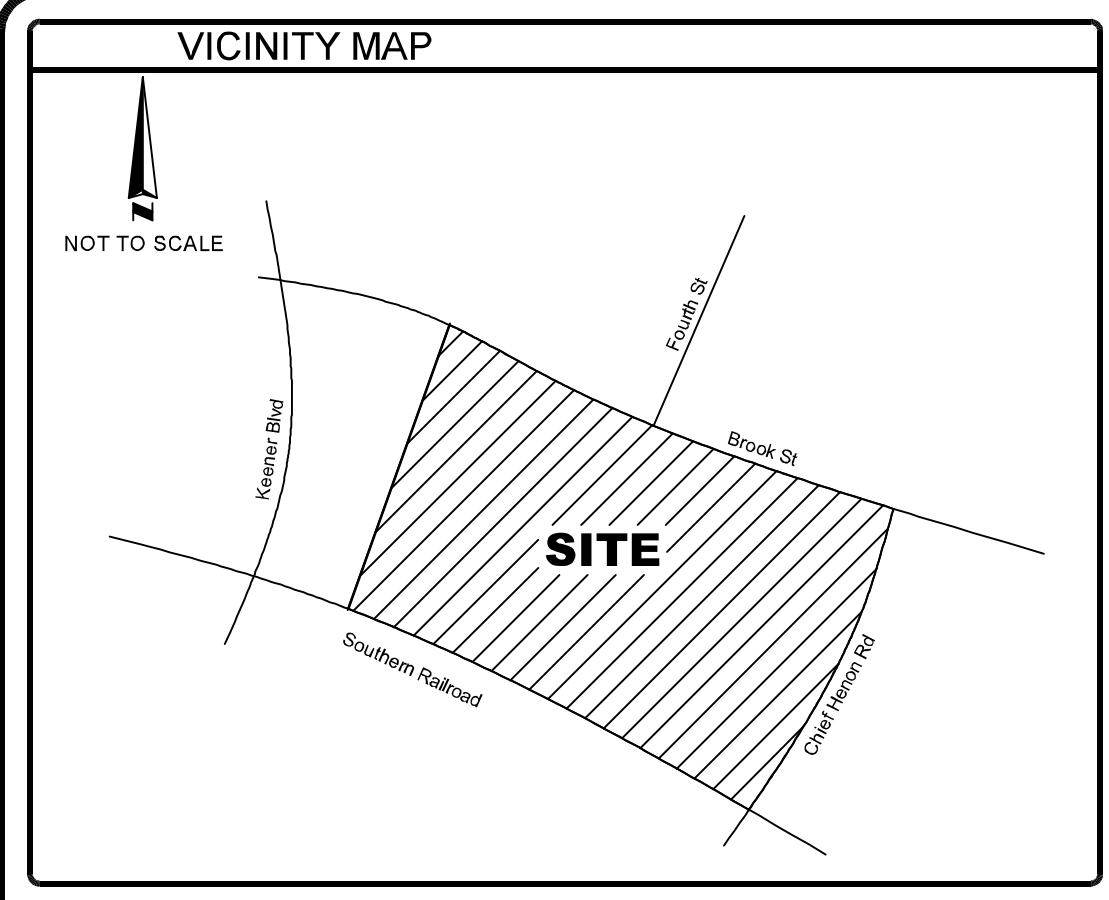 VICINITY MAP
N
NOT TO SCALE
Fourth St
Brook St
Keener Blvd
SITE
Southern Railroad
Chief Henon Rd